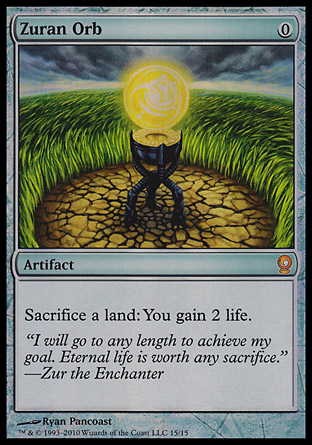 Zuran Orb 0
Artifact
Sacrifice a land: You gain 2 life.
“I will go to any length to achieve my
goal. Eternal life is worth any sacrifice.”
—Zur the Enchanter
Ryan Pancoast
™ & © 1993–2010 Wizards of the Coast LLC 15/15